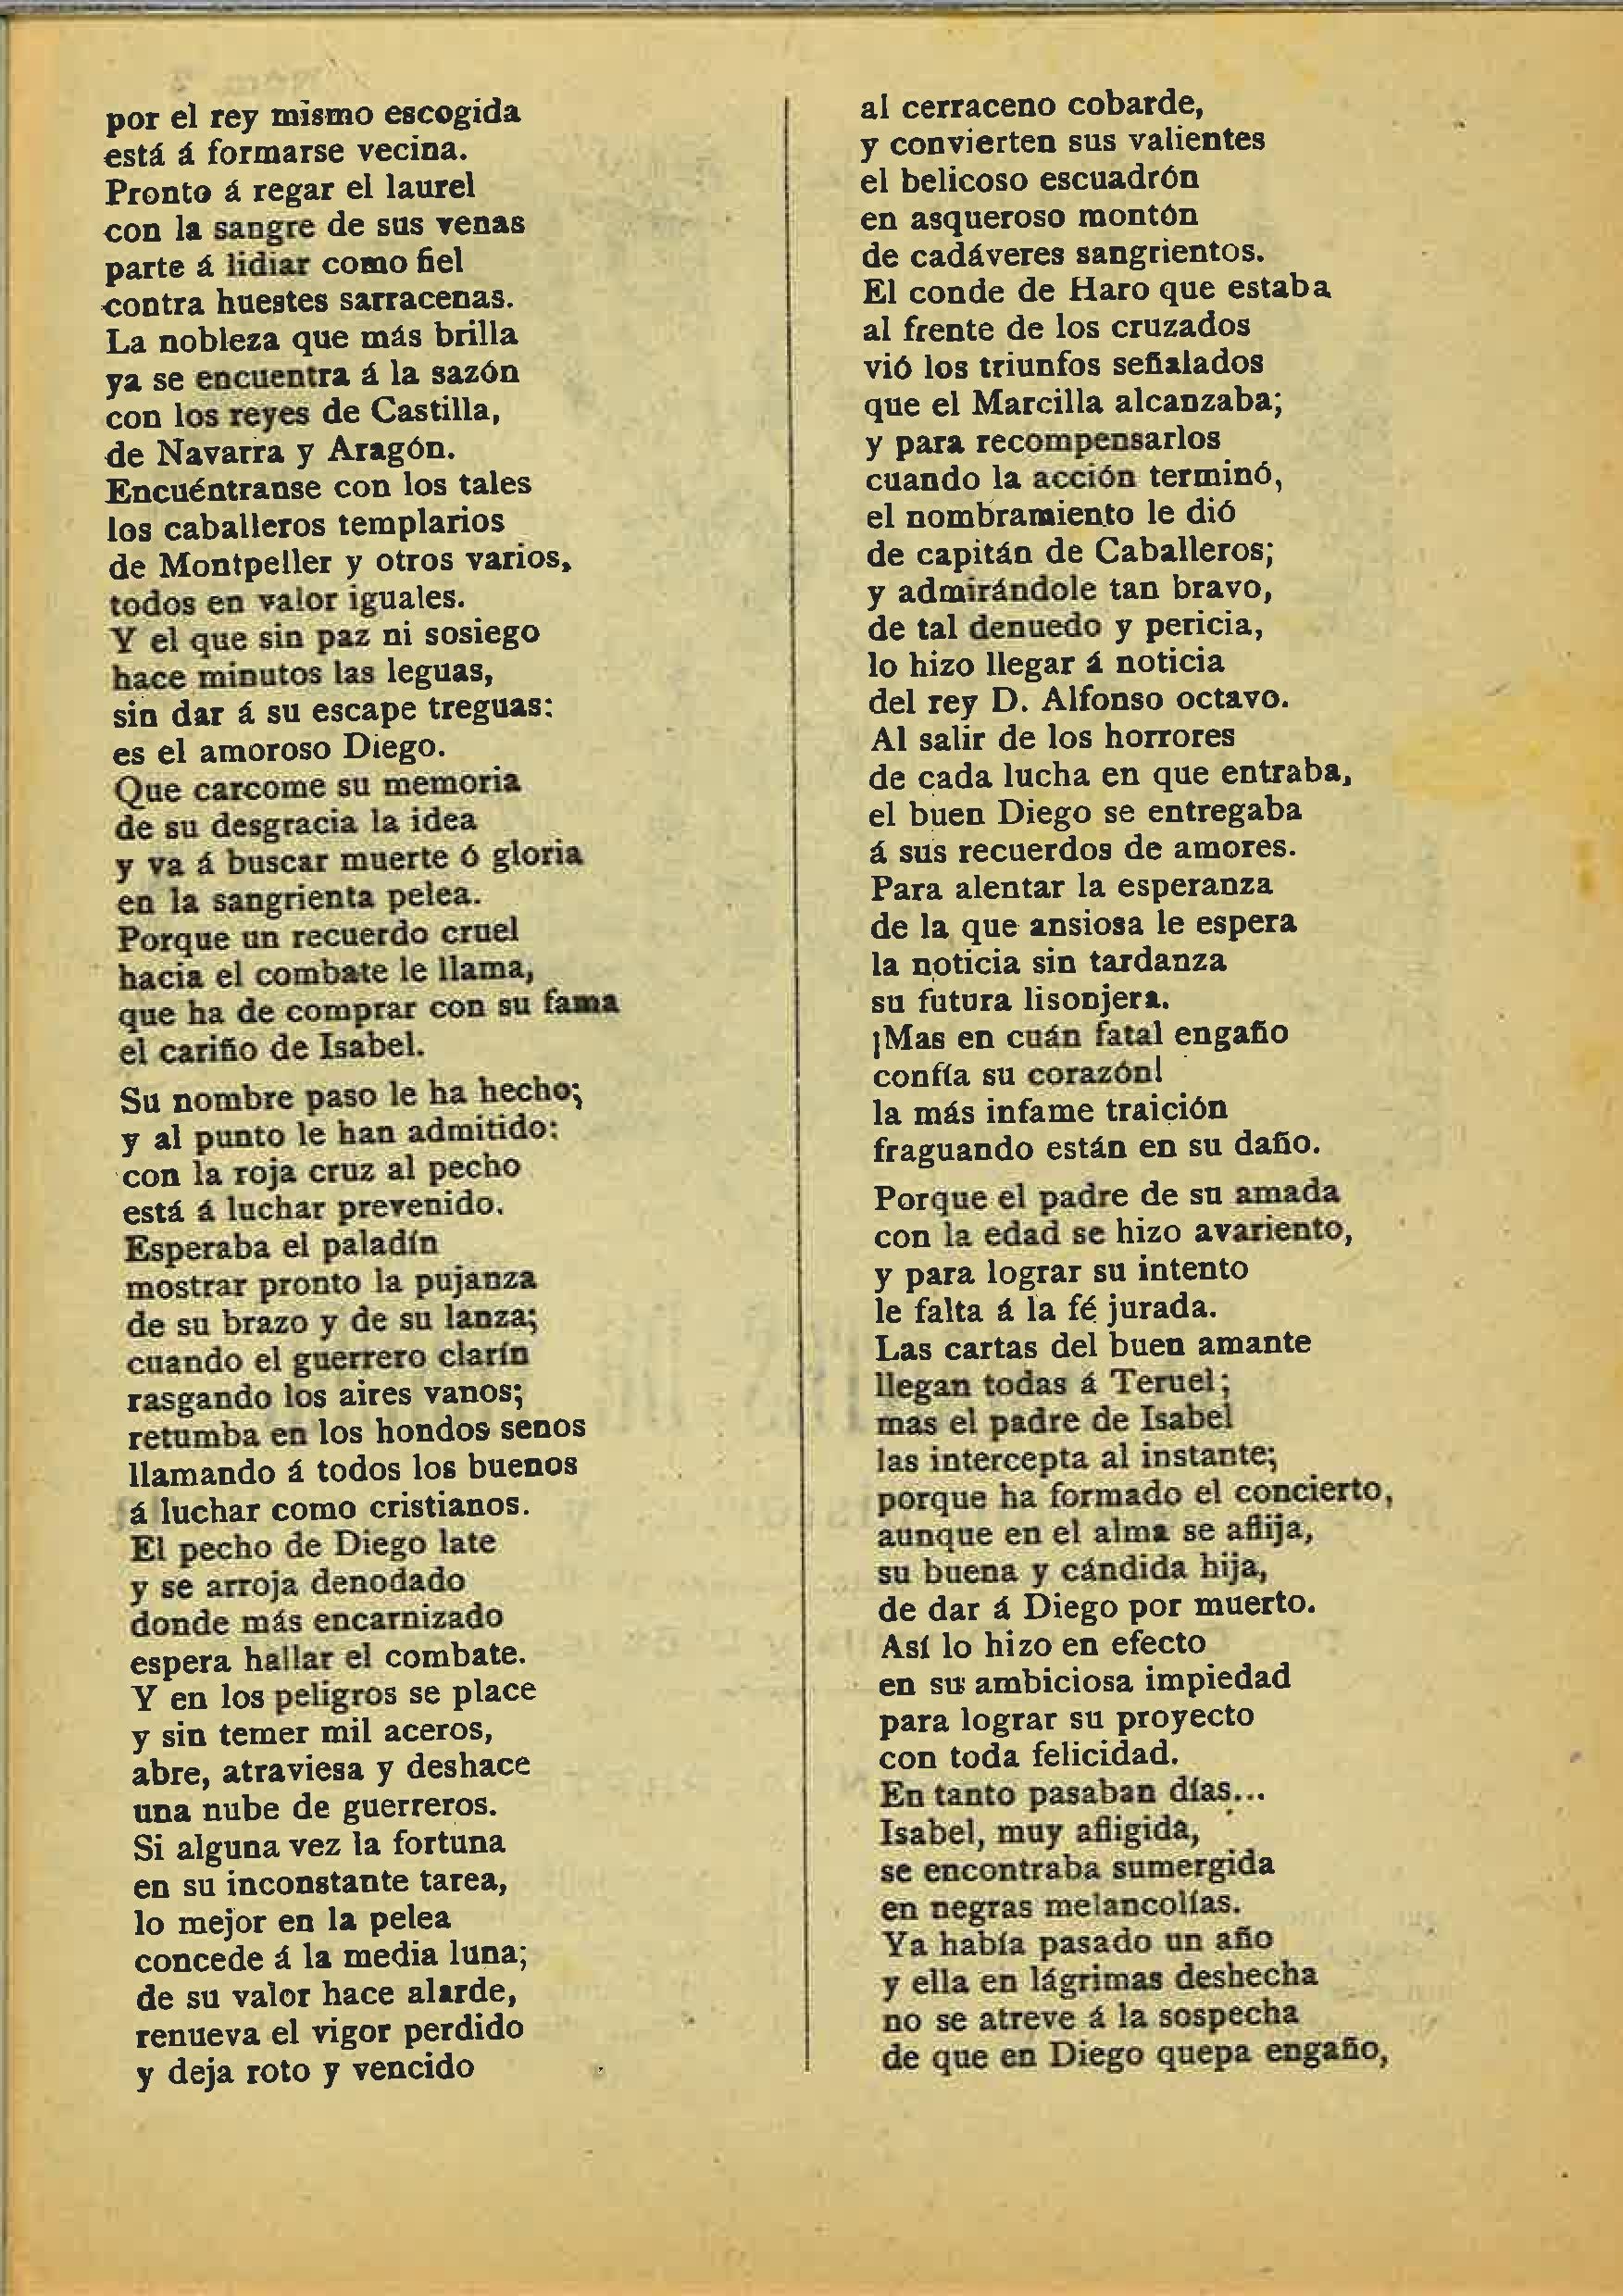 por el rey mismo escogida
está á formarse vecina.
Pronto á regar el laurel
con la sangre de sus venas
parte á lidiar como fiel
contra huestes sarracenas.
La nobleza que más brilla
ya se encuentra á la sazón
con los reyes de Castilla,
de Navarra y Aragón.
Encuéntranse con los tales
los caballeros templarios
de Montpeller y otros varios,
todos en valor iguales.
Y el que sin paz ni sosiego
hace minutos las leguas,
sin dar á su escape treguas:
es el amoroso Diego.
Que carcome su memoria
de su desgracia la idea
y va á buscar muerte ó gloria
en la sangrienta pelea.
Porque un recuerdo cruel
hacia el combate le llama,
que ha de comprar con su fama
el cariño de Isabel.
Su nombre paso le ha hecho;
y al punto le han admitido:
con la roja cruz al pecho
está á luchar prevenido.
Esperaba el paladín
mostrar pronto la pujanza
de su brazo y de su lanza;
cuando el guerrero clarín
rasgando los aires vanos;
retumba en los hondos senos
llamando á todos los buenos
á luchar como cristianos.
El pecho de Diego late
y se arroja denodado
donde más encarnizado
espera hallar el combate.
Y en los peligros se place
y sin temer mil aceros,
abre, atraviesa y deshace
una nube de guerreros.
Si alguna vez la fortuna
en su inconstante tarea,
lo mejor en la pelea
concede á la media luna;
de su valor hace alarde,
renueva el vigor perdido
y deja roto y vencido
al cerraceno cobarde,
y convierten sus valientes
el belicoso escuadrón
en asqueroso montón
de cadáveres sangrientos.
El conde de Haro que estaba
al frente de los cruzados
vió los triunfos señalados
que el Marcilla alcanzaba;
y para recompensarlos
cuando la acción terminó,
el nombramiento le dió
de capitán de Caballeros;
y admirándole tan bravo,
de tal denuedo y pericia,
lo hizo llegar á noticia
del rey D. Alfonso octavo.
Al salir de los horrores
de cada lucha en que entraba,
el buen Diego se entregaba
á sus recuerdos de amores.
Para alentar la esperanza
de la que ansiosa le espera
la noticia sin tardanza
su futura lisonjera.
¡Mas en cuán fatal engaño
confía su corazón!
la más infame traición
fraguando están en su daño.
Porque el padre de su amada
con la edad se hizo avariento,
y para lograr su intento
le falta á la fé jurada.
Las cartas del buen amante
llegan todas á Teruel;
mas el padre de Isabel
las intercepta al instante;
porque ha formado el concierto,
aunque en el alma se aflija,
su buena y cándida hija,
de dar á Diego por muerto.
Así lo hizo en efecto
en su ambiciosa impiedad
para lograr su proyecto
con toda felicidad.
En tanto pasaban días...
Isabel, muy afligida,
se encontraba sumergida
en negras melancolías.
Ya había pasado un año
y ella en lágrimas deshecha
no se atreve á la sospecha
de que en Diego quepa engaño,